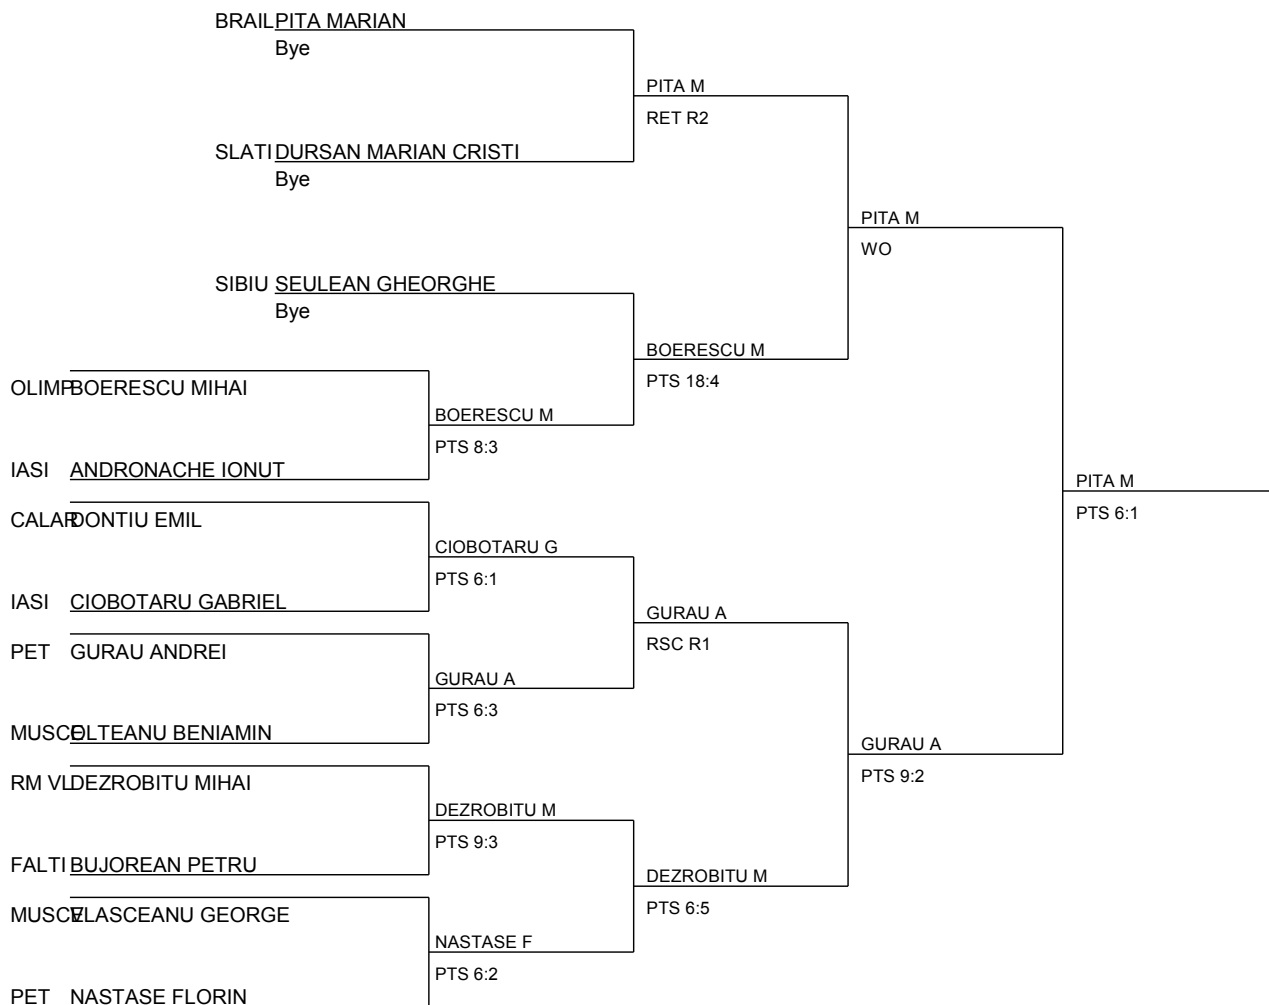 BRAIL PITA MARIAN
Bye
PITA M
RET R2
SLATI DURSAN MARIAN CRISTI
Bye
PITA M
WO
SIBIU SEULEAN GHEORGHE
Bye
BOERESCU M
PTS 18:4
OLIMP BOERESCU MIHAI
BOERESCU M
PTS 8:3
IASI ANDRONACHE IONUT
PITA M
PTS 6:1
CALAR DONTIU EMIL
CIOBOTARU G
PTS 6:1
IASI CIOBOTARU GABRIEL
GURAU A
RSC R1
PET GURAU ANDREI
GURAU A
PTS 6:3
MUSCE OLTEANU BENIAMIN
GURAU A
PTS 9:2
RM VL DEZROBITU MIHAI
DEZROBITU M
PTS 9:3
FALTI BUJOREAN PETRU
DEZROBITU M
PTS 6:5
MUSCE VLASCEANU GEORGE
NASTASE F
PTS 6:2
PET NASTASE FLORIN